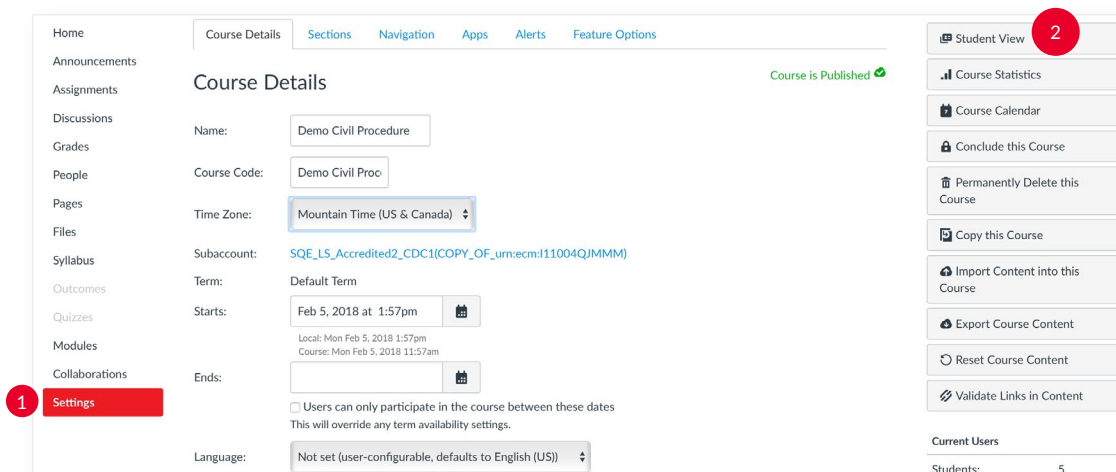 Home
Announcements
Assignments
Discussions
Grades
People
Pages
Files
Syllabus
Outcomes
Quizzes
Modules
Collaborations
1
Settings
Course Details
Sections
Navigation
Apps
Alerts
Feature Options
Course Details
Course is Published
Name:
Demo Civil Procedure
Course Code:
Demo Civil Proc
Time Zone:
Mountain Time (US & Canada)
Subaccount:
SQE_LS_Accredited2_CDC1(COPY_OF_urn:ecm:I11004QJMMM)
Term:
Default Term
Starts:
Feb 5, 2018 at 1:57pm
Local: Mon Feb 5, 2018 1:57pm
Course: Mon Feb 5, 2018 11:57am
Ends:
Users can only participate in the course between these dates
This will override any term availability settings.
Language:
Not set (user-configurable, defaults to English (US))
Student View
2
Course Statistics
Course Calendar
Conclude this Course
Permanently Delete this
Course
Copy this Course
Import Content into this
Course
Export Course Content
Reset Course Content
Validate Links in Content
Current Users
Students:
5